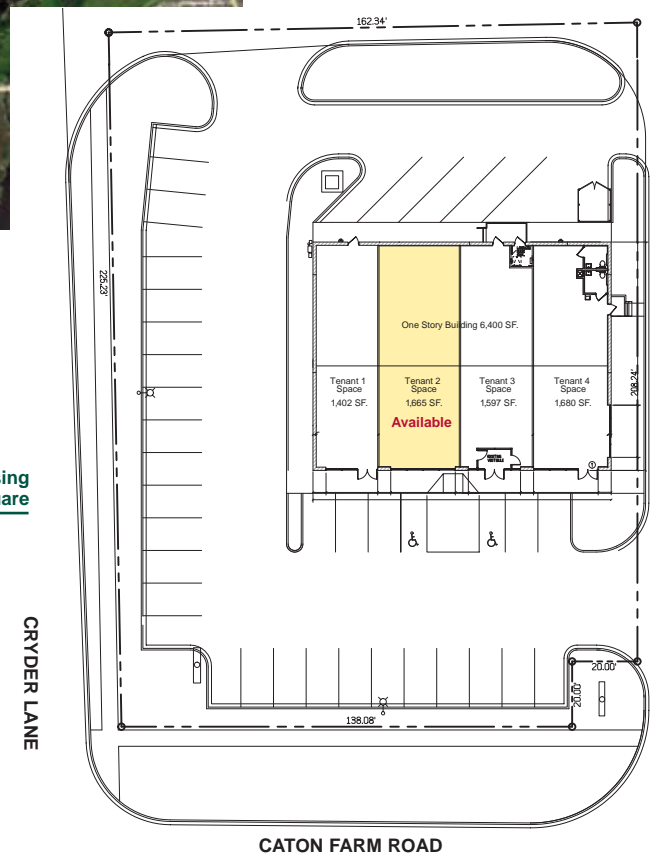 162.34'
225.23'
One Story Building 6,400 SF.
Tenant 1
Space
1,402 SF.
Tenant 2
Space
1,665 SF.
Available
Tenant 3
Space
1,597 SF.
Tenant 4
Space
1,680 SF.
208.24'
1
20.00'
20.00'
138.08'
CRYDER LANE
CATON FARM ROAD